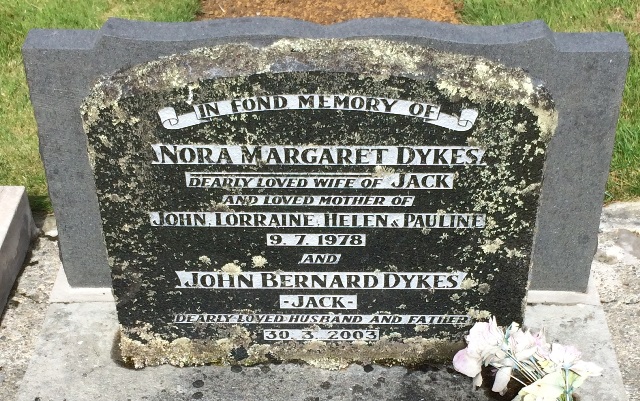 IN FOND MEMORY OF
NORA MARGARET DYKES
DEARLY LOVED WIFE OF JACK
AND LOVED MOTHER OF
JOHN, LORRAINE, HELEN & PAULINE
9. 7. 1978
AND
JOHN BERNARD DYKES
- JACK -
DEARLY LOVED HUSBAND AND FATHER
30. 3. 2003